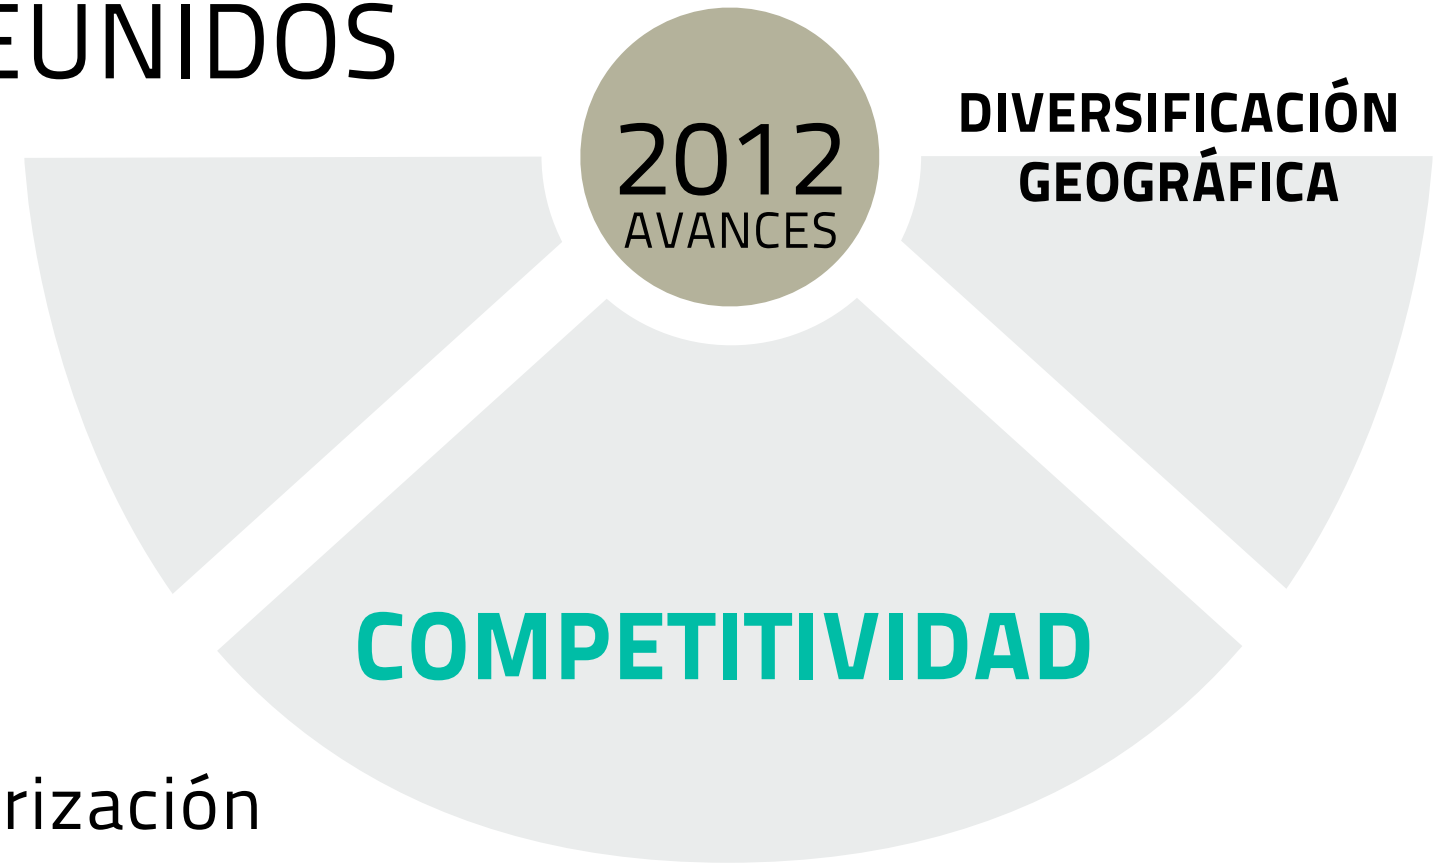 EUNIDOS
2012
AVANCES
DIVERSIFICACIÓN
GEOGRÁFICA
COMPETITIVIDAD
rización